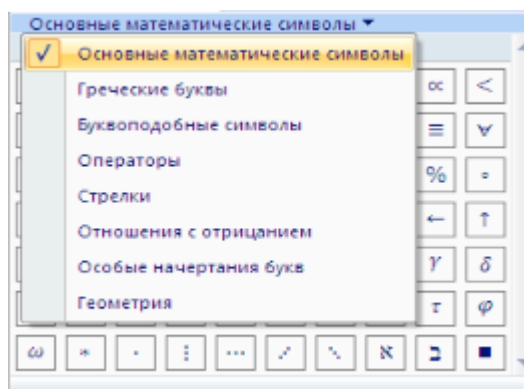 Основные математические символы ▼
✓ Основные математические символы
Греческие буквы
∝ <
Буквоподобные символы
≡ ∀
Операторы
% °
Стрелки
← ↑
Отношения с отрицанием
Особые начертания букв
γ δ
Геометрия
τ φ
ω * · ⋮ ⋯ ⋰ ⋱ ℵ ℶ ■